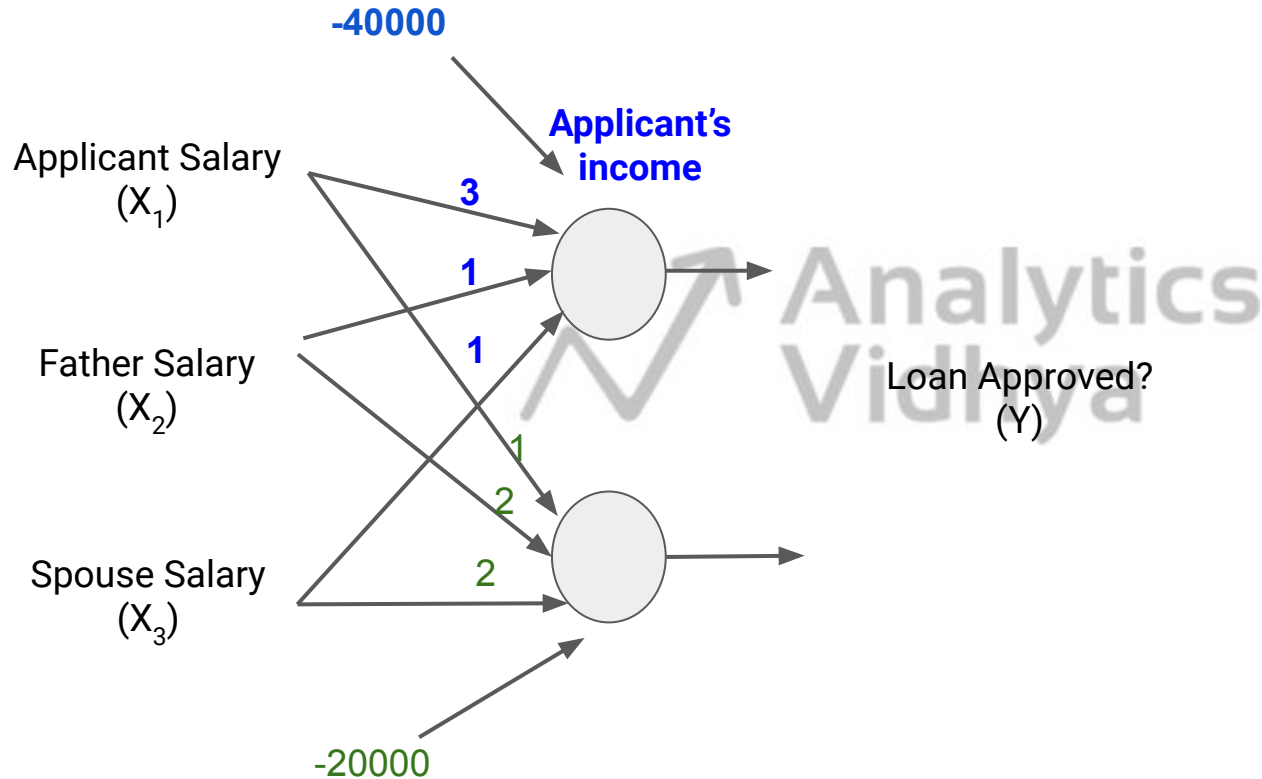 -40000
Applicant’s
income
Applicant Salary
(X₁)
3
1
1
Father Salary
(X₂)
Analytics
Vidhya
Loan Approved?
(Y)
1
2
2
Spouse Salary
(X₃)
-20000